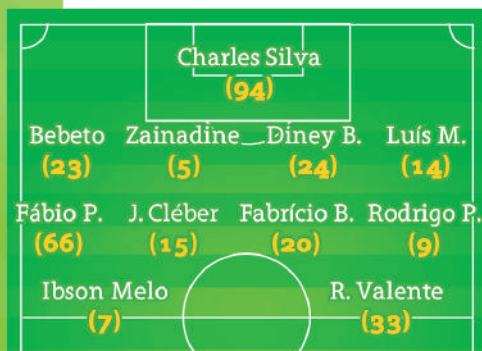 Charles Silva
(94)
Bebeto Zainadine Diney B. Luís M.
(23) (5) (24) (14)
Fábio P. J. Cléber Fabrício B. Rodrigo P.
(66) (15) (20) (9)
Ibson Melo R. Valente
(7) (33)